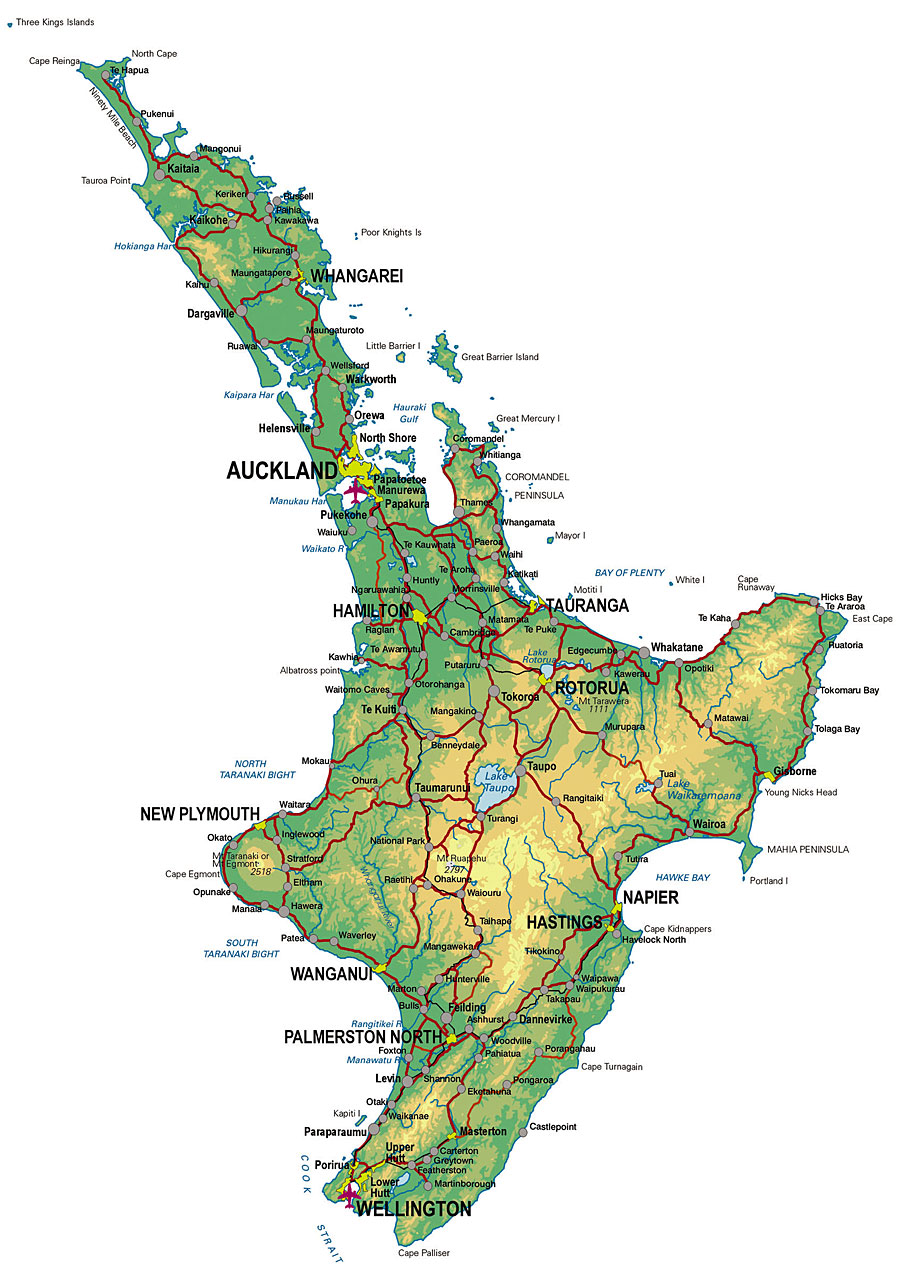 Three Kings Islands
North Cape
Cape Reinga
Te Hapua
Ninety Mile Beach
Pukenui
Mangonui
Kaitaia
Tauroa Point
Kerikeri
Russell
Paihia
Kaikohe
Kawakawa
Poor Knights Is
Hokianga Har
Hikurangi
Maungatapere
WHANGAREI
Kaihu
Dargaville
Maungaturoto
Ruawai
Little Barrier I
Great Barrier Island
Wellsford
Warkworth
Kaipara Har
Hauraki
Gulf
Orewa
Great Mercury I
Helensville
North Shore
Coromandel
Whitianga
AUCKLAND
COROMANDEL
PENINSULA
Papatoetoe
Manurewa
Manukau Har
Papakura
Thames
Pukekohe
Whangamata
Waiuku
Mayor I
Waikato R
Te Kauwhata
Paeroa
Waihi
Te Aroha
Katikati
BAY OF PLENTY
Huntly
White I
Cape
Runaway
Ngaruawahia
Morrinsville
Motiti I
Hicks Bay
HAMILTON
TAURANGA
Te Araroa
Matamata
Te Kaha
East Cape
Raglan
Cambridge
Te Puke
Te Awamutu
Lake
Rotorua
Edgecumbe
Whakatane
Ruatoria
Kawhia
Putaruru
Opotiki
Albatross point
Kawerau
Otorohanga
ROTORUA
Waitomo Caves
Tokoroa
Mt Tarawera
1111
Tokomaru Bay
Te Kuiti
Mangakino
Matawai
Murupara
Tolaga Bay
Benneydale
NORTH
TARANAKI BIGHT
Mokau
Taupo
Gisborne
Ohura
Lake
Taupo
Tuai
Lake
Waikaremoana
Young Nicks Head
Taumarunui
Rangitaiki
Waitara
NEW PLYMOUTH
Turangi
Wairoa
Okato
Inglewood
National Park
MAHIA PENINSULA
Mt Taranaki or
Mt Egmont
2518
Stratford
Mt Ruapehu
2797
Tutira
Cape Egmont
HAWKE BAY
Portland I
Opunake
Eltham
Raetihi
Ohakune
Whanganui River
Waiouru
NAPIER
Manaia
Hawera
Taihape
HASTINGS
Cape Kidnappers
Patea
Waverley
Havelock North
SOUTH
TARANAKI BIGHT
Mangaweka
Tikokino
WANGANUI
Hunterville
Waipawa
Marton
Waipukurau
Bulls
Takapau
Feilding
Rangitikei R
Ashhurst
Dannevirke
PALMERSTON NORTH
Woodville
Foxton
Pahiatua
Porangahau
Manawatu R
Cape Turnagain
Levin
Shannon
Pongaroa
Eketahuna
Otaki
Kapiti I
Waikanae
Paraparaumu
Masterton
Castlepoint
Upper
Hutt
Carterton
Greytown
Porirua
Featherston
COOK
STRAIT
Lower
Hutt
Martinborough
WELLINGTON
Cape Palliser